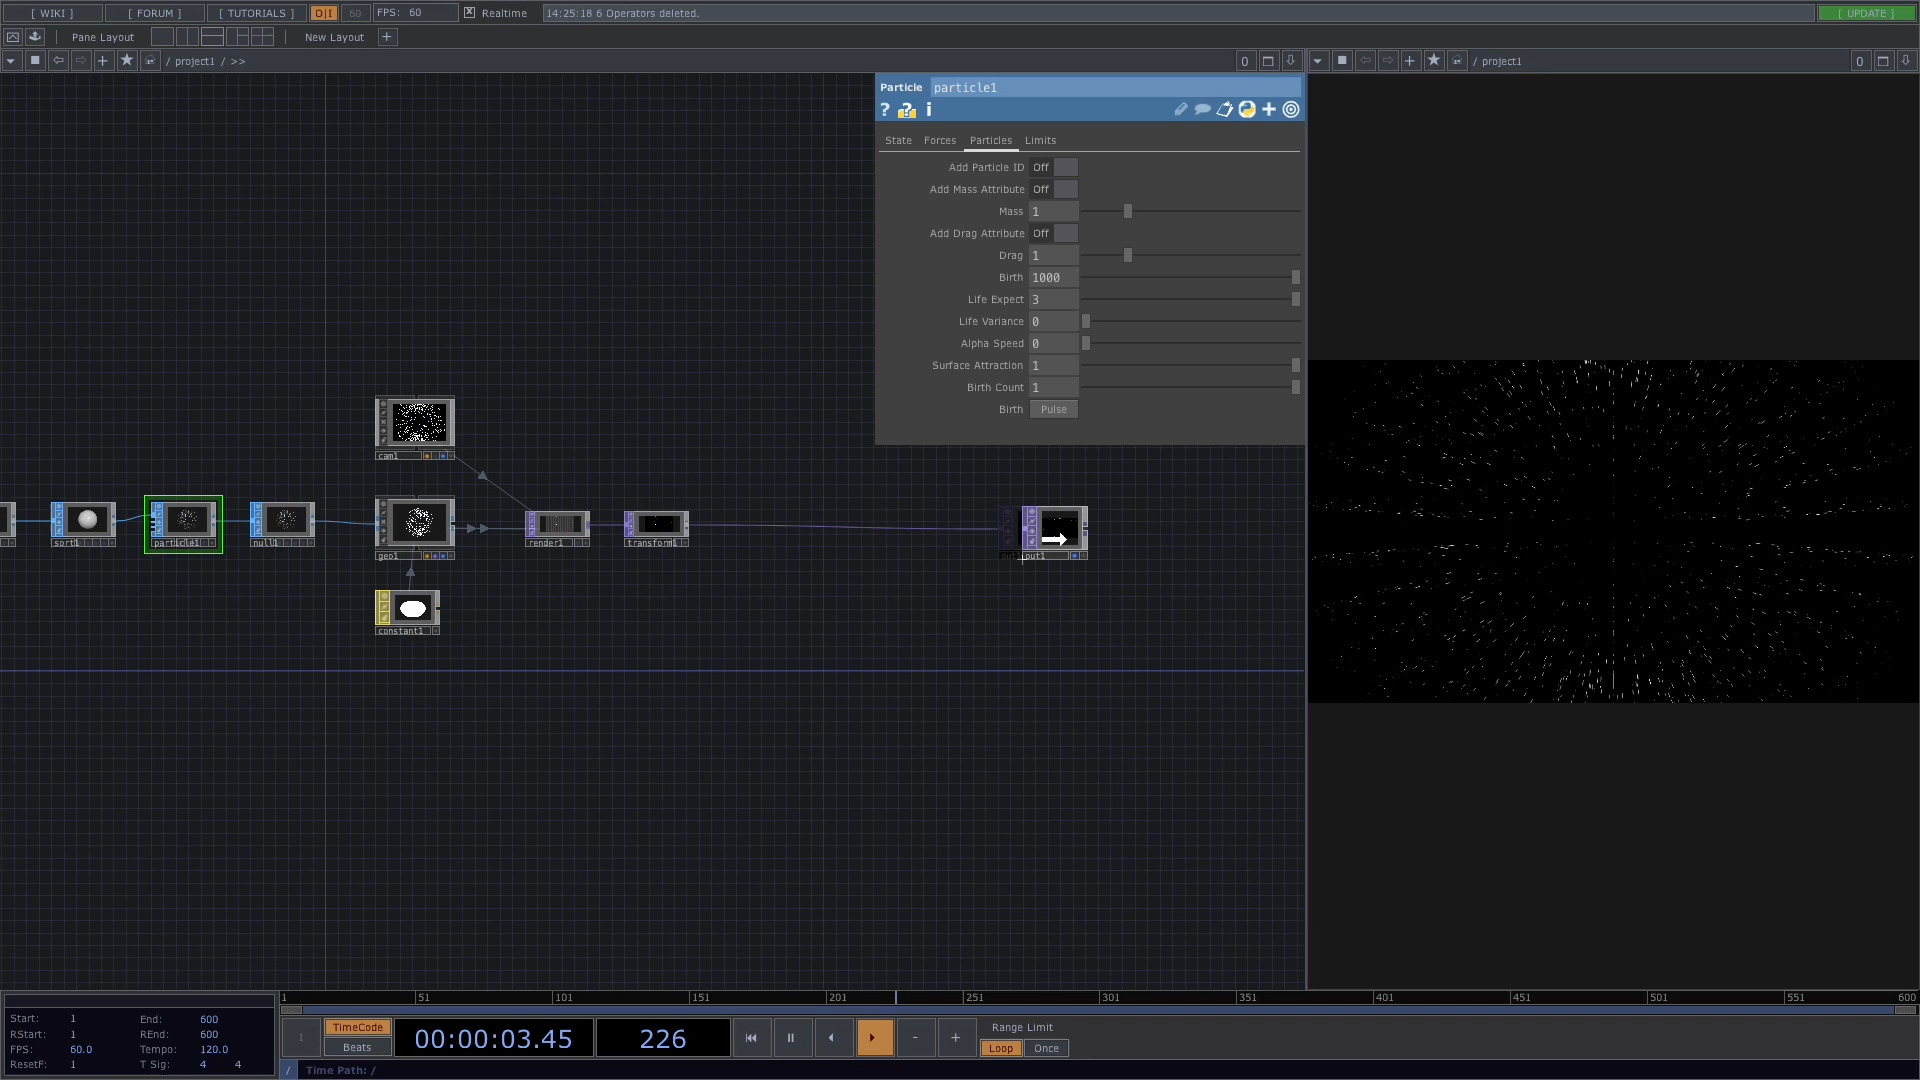 [ WIKI ] [ FORUM ] [ TUTORIALS ] O|I 60 FPS: 60 Realtime 14:25:18 6 Operators deleted. [ UPDATE ]
Pane Layout New Layout +
/ project1 / >> 0 / project1 0
Particle particle1
? ? i
State Forces Particles Limits
Add Particle ID Off
Add Mass Attribute Off
Mass 1
Add Drag Attribute Off
Drag 1
Birth 1000
Life Expect 3
Life Variance 0
Alpha Speed 0
Surface Attraction 1
Birth Count 1
Birth Pulse
cam1
sort1 particle1 null1 geo1 render1 transform1
constant1
1 51 101 151 201 251 301 351 401 451 501 551 600
Start: 1 End: 600
RStart: 1 REnd: 600
FPS: 60.0 Tempo: 120.0
ResetF: 1 T Sig: 4 4
TimeCode
Beats
00:00:03.45 226 - +
Range Limit
Loop Once
/ Time Path: /